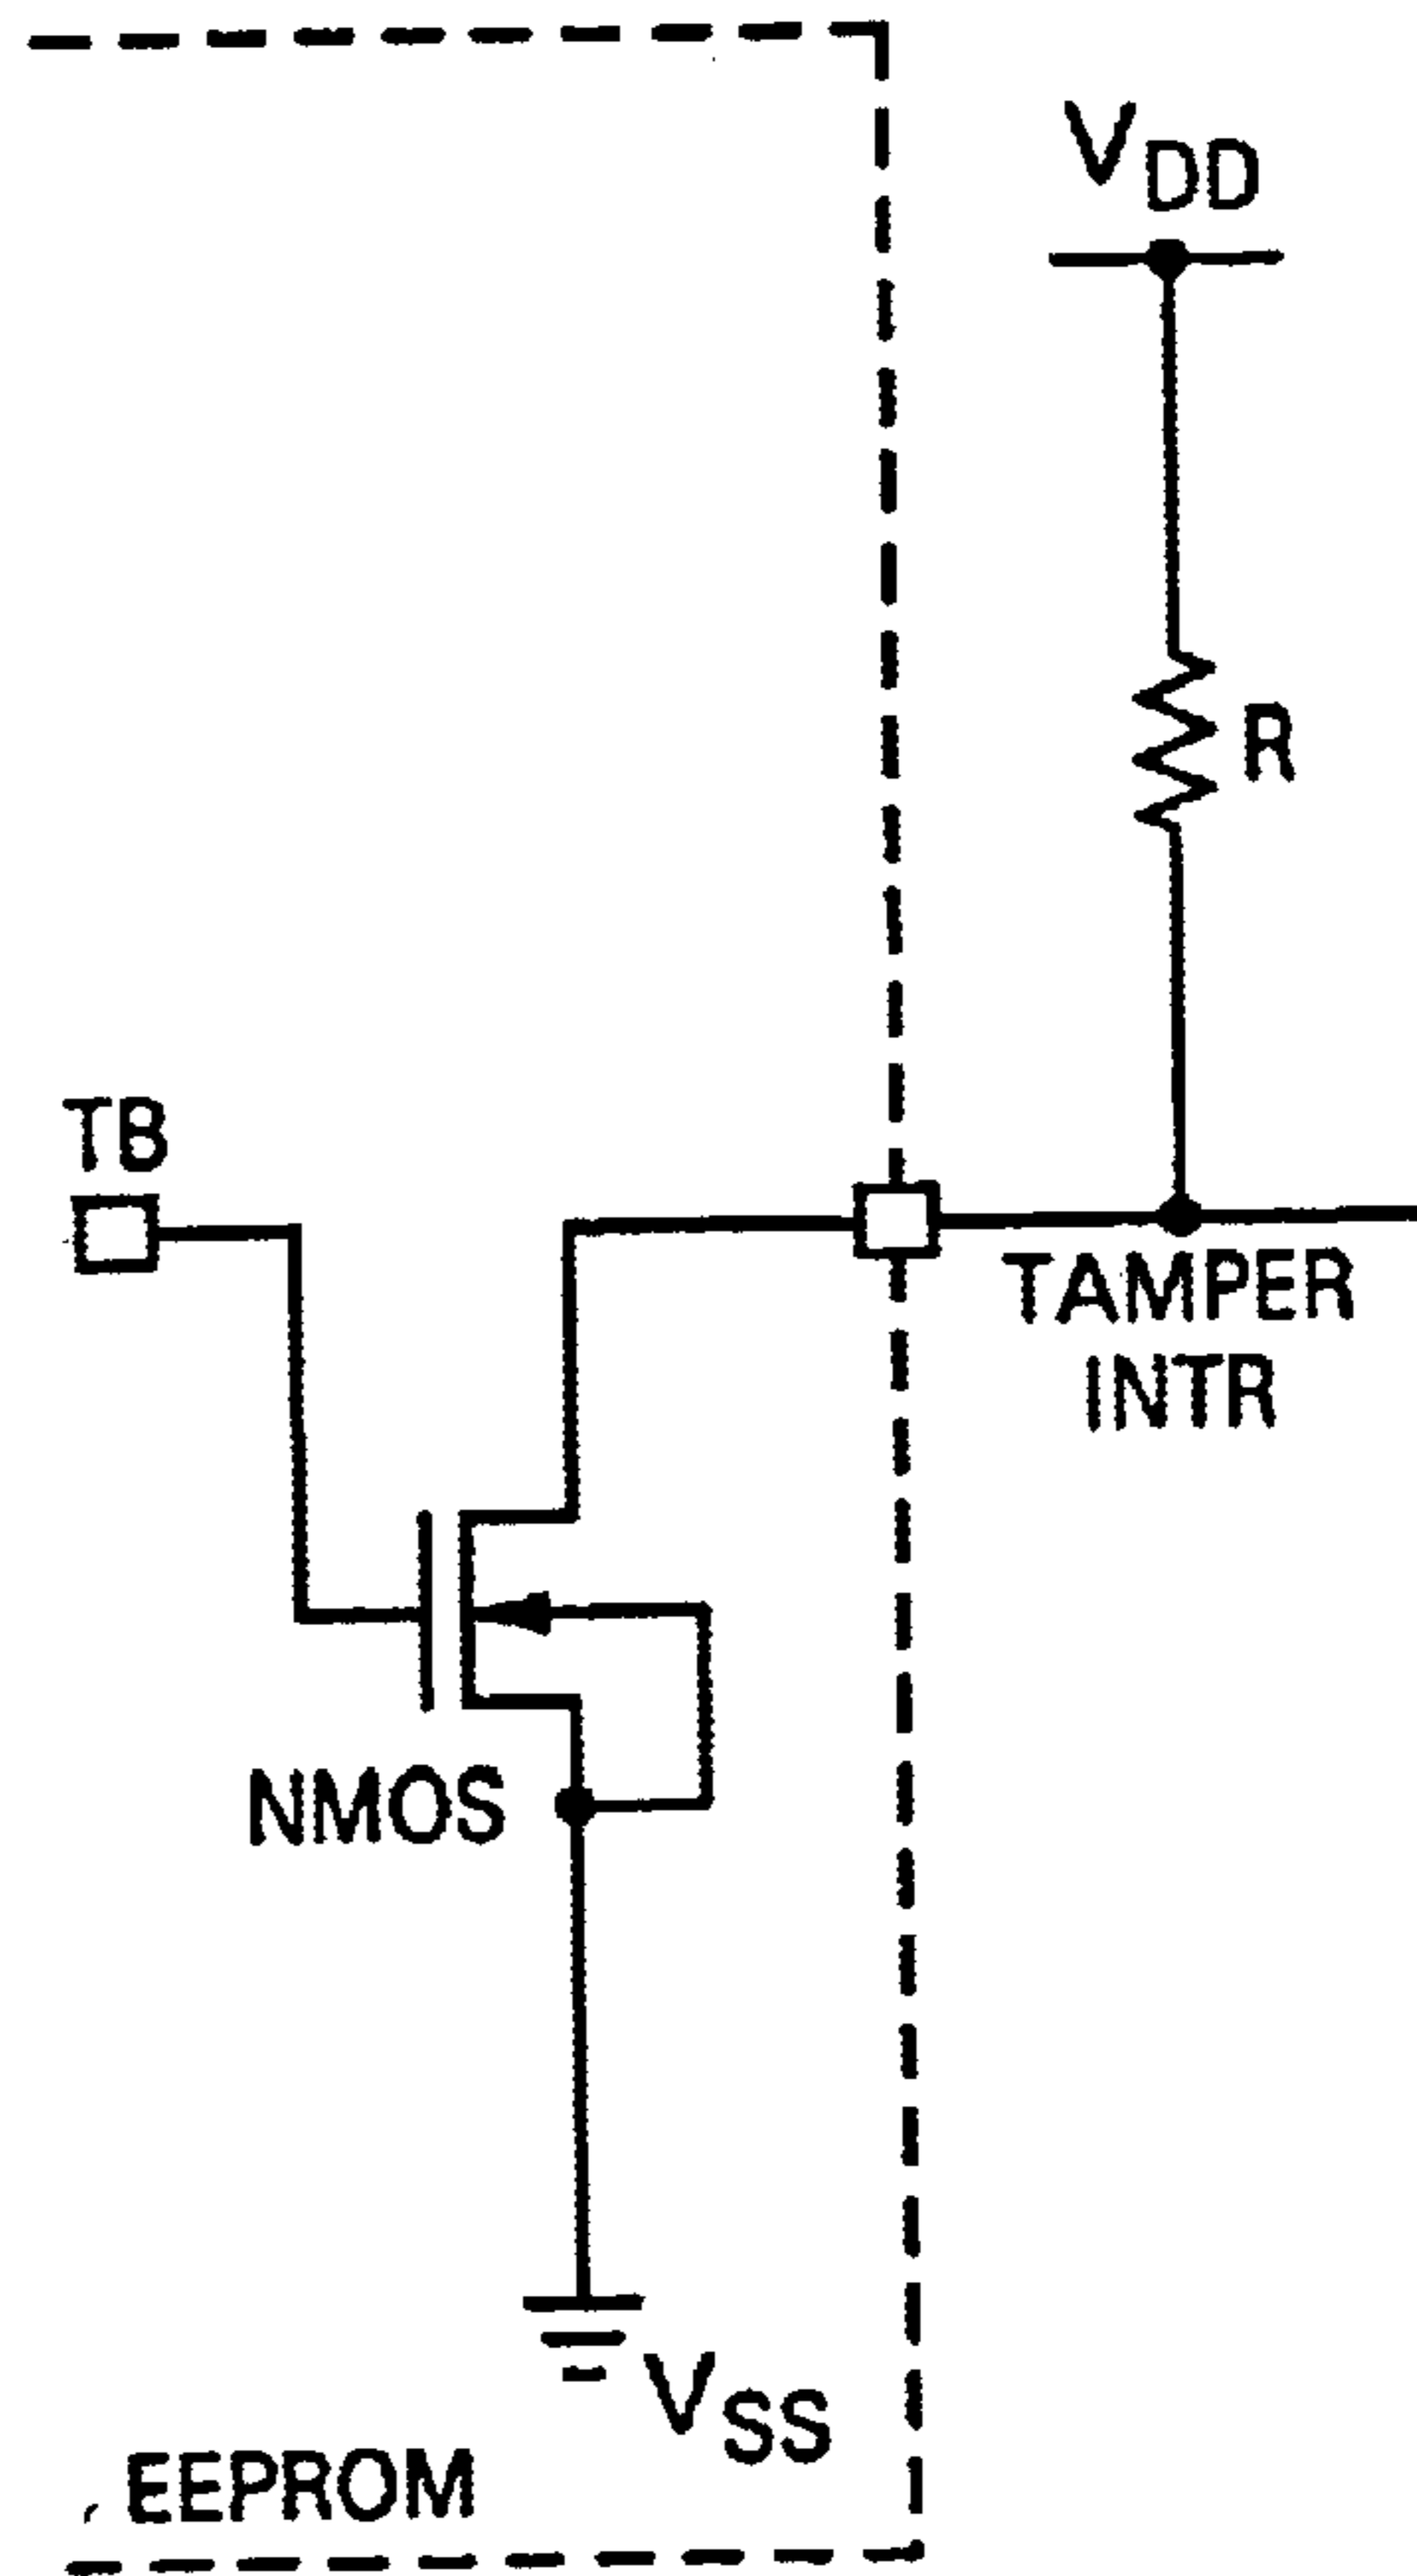 VDD
R
TB
TAMPER
INTR
NMOS
VSS
EEPROM